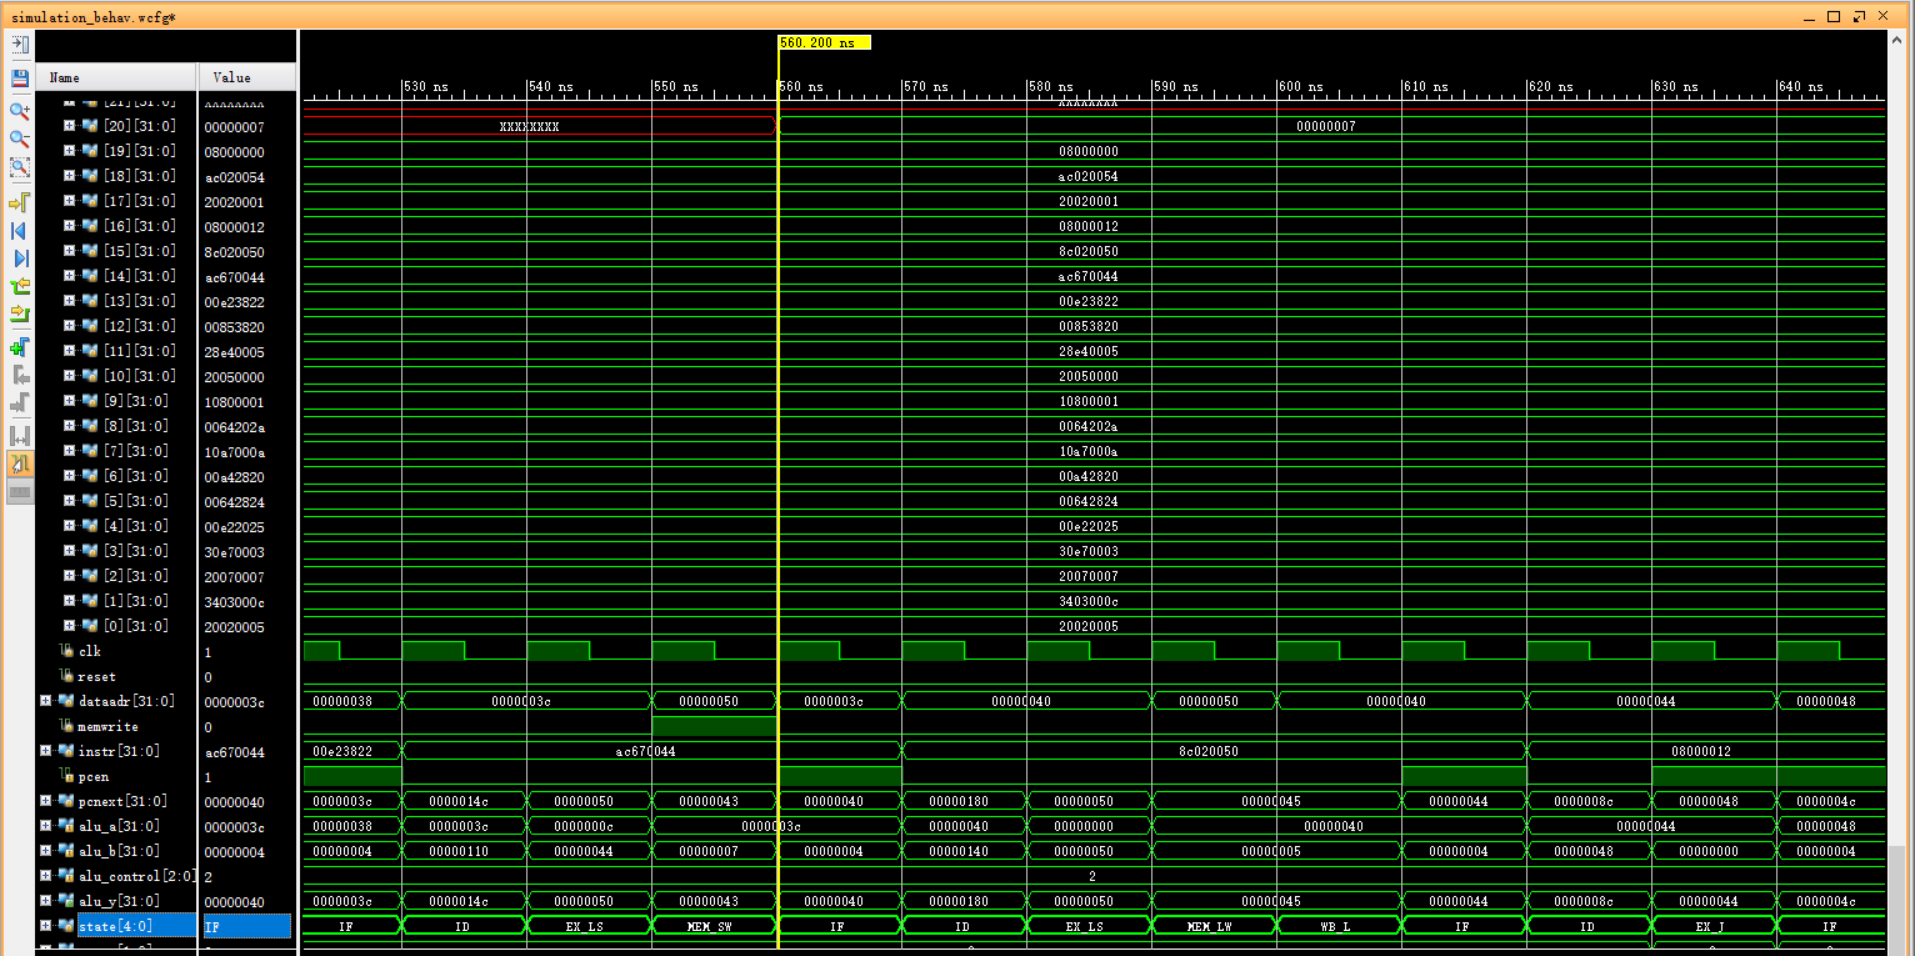 simulation_behav.wcfg*
560.200 ns
Name Value
530 ns 540 ns 550 ns 560 ns 570 ns 580 ns 590 ns 600 ns 610 ns 620 ns 630 ns 640 ns
[21][31:0] XXXXXXXX XXXXXXXX
[20][31:0] 00000007 XXXXXXXX 00000007
[19][31:0] 08000000 08000000
[18][31:0] ac020054 ac020054
[17][31:0] 20020001 20020001
[16][31:0] 08000012 08000012
[15][31:0] 8c020050 8c020050
[14][31:0] ac670044 ac670044
[13][31:0] 00e23822 00e23822
[12][31:0] 00853820 00853820
[11][31:0] 28e40005 28e40005
[10][31:0] 20050000 20050000
[9][31:0] 10800001 10800001
[8][31:0] 0064202a 0064202a
[7][31:0] 10a7000a 10a7000a
[6][31:0] 00a42820 00a42820
[5][31:0] 00642824 00642824
[4][31:0] 00e22025 00e22025
[3][31:0] 30e70003 30e70003
[2][31:0] 20070007 20070007
[1][31:0] 3403000c 3403000c
[0][31:0] 20020005 20020005
clk 1
reset 0
dataadr[31:0] 0000003c 00000038 0000003c 00000050 0000003c 00000040 00000050 00000040 00000044 00000048
memwrite 0
instr[31:0] ac670044 00e23822 ac670044 8c020050 08000012
pcen 1
pcnext[31:0] 00000040 0000003c 0000014c 00000050 00000043 00000040 00000180 00000050 00000045 00000044 0000008c 00000048 0000004c
alu_a[31:0] 0000003c 00000038 0000003c 0000000c 0000003c 00000040 00000000 00000040 00000044 00000048
alu_b[31:0] 00000004 00000004 00000110 00000044 00000007 00000004 00000140 00000050 00000005 00000004 00000048 00000000 00000004
alu_control[2:0] 2 2
alu_y[31:0] 00000040 0000003c 0000014c 00000050 00000043 00000040 00000180 00000050 00000045 00000044 0000008c 00000048 0000004c
state[4:0] IF IF ID EX_LS MEM_SW IF ID EX_LS MEM_LW WB_L IF ID EX_J IF